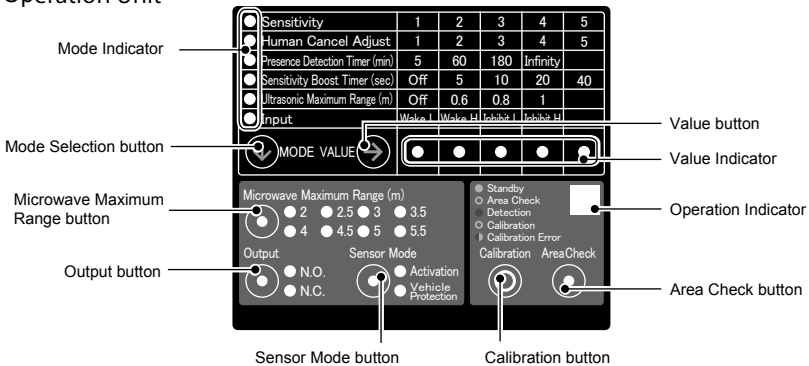 Operation Unit
Sensitivity 1 2 3 4 5
Human Cancel Adjust 1 2 3 4 5
Presence Detection Timer (min) 5 60 180 Infinity
Sensitivity Boost Timer (sec) Off 5 10 20 40
Ultrasonic Maximum Range (m) Off 0.6 0.8 1
Input Wake L Wake H Inhibit L Inhibit H
MODE VALUE
Mode Indicator
Mode Selection button
Microwave Maximum
Range button
Output button
Value button
Value Indicator
Operation Indicator
Area Check button
Microwave Maximum Range (m)
2 2.5 3 3.5
4 4.5 5 5.5
Output
N.O.
N.C.
Sensor Mode
Activation
Vehicle
Protection
Standby
Area Check
Detection
Calibration
Calibration Error
Calibration AreaCheck
Sensor Mode button
Calibration button